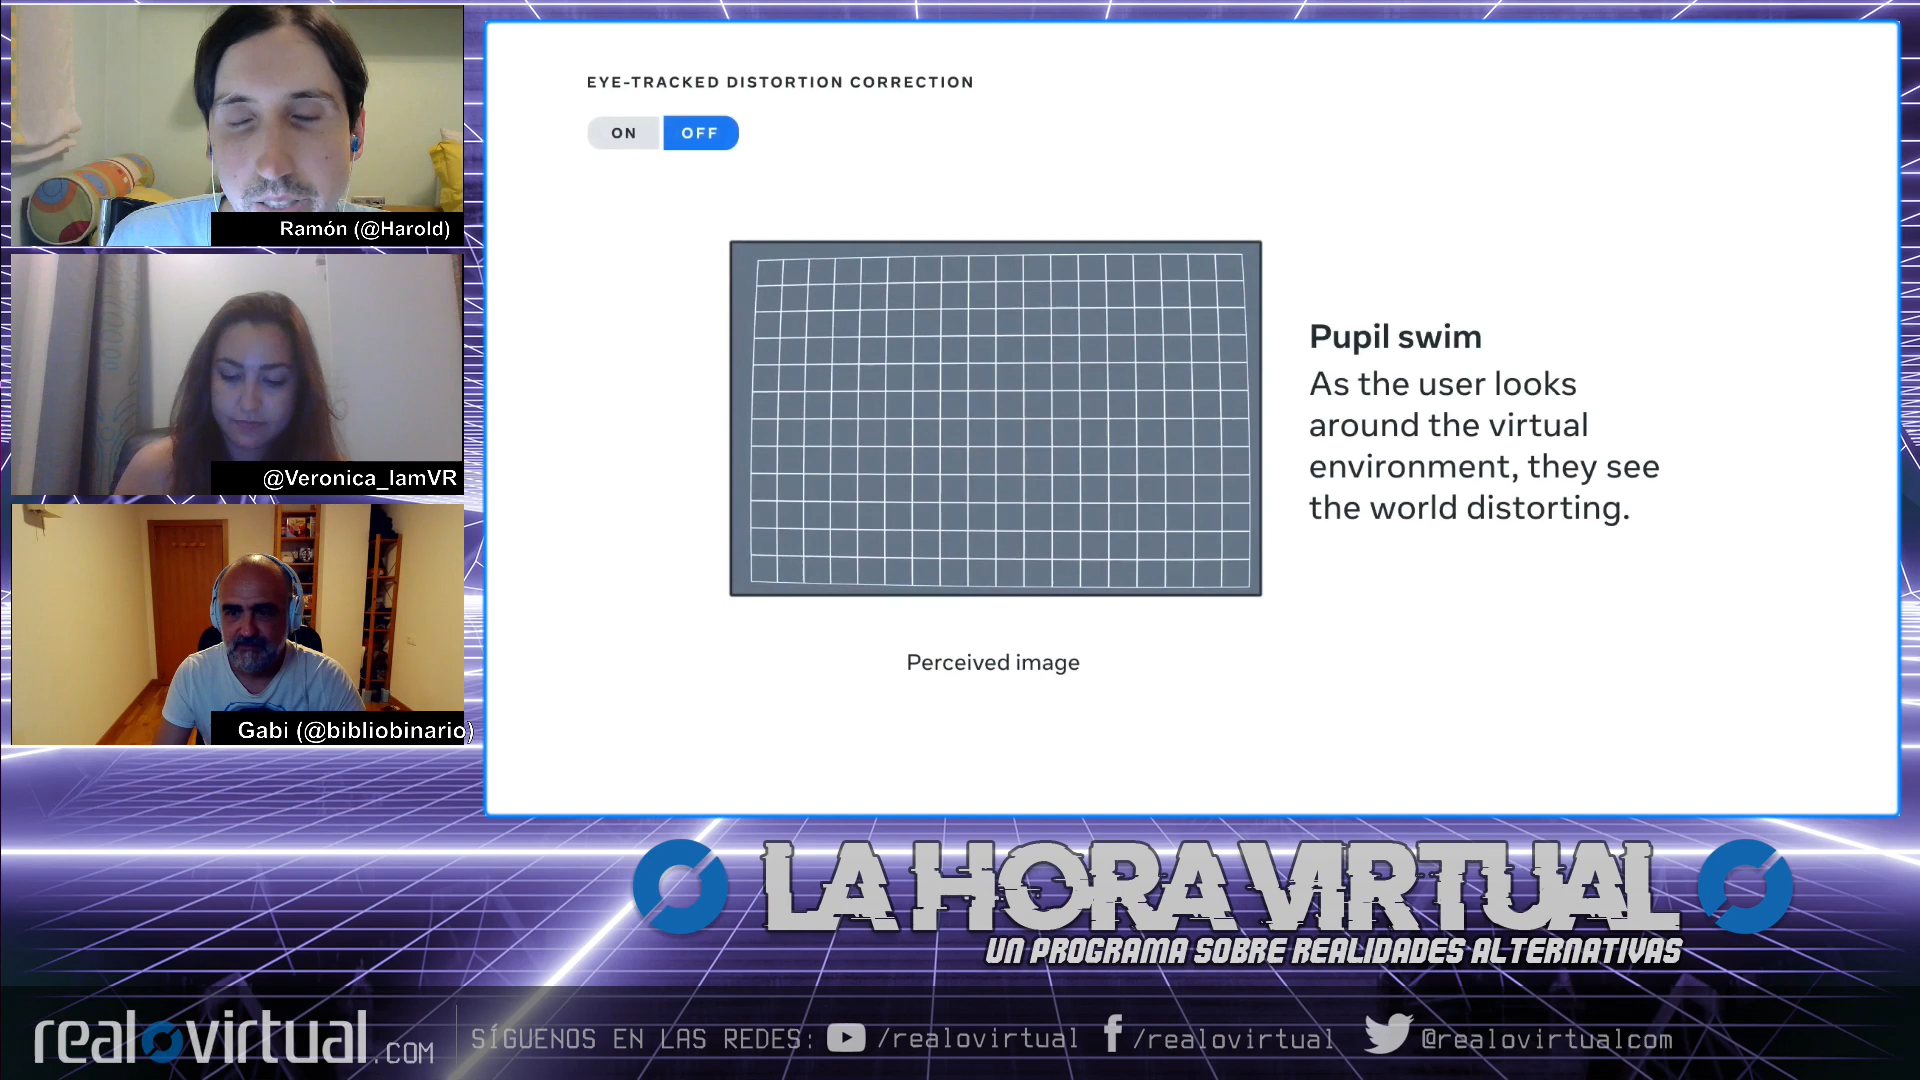 Ramón (@Harold)
@Veronica_IamVR
Gabi (@bibliobinario)
EYE-TRACKED DISTORTION CORRECTION
ON OFF
Pupil swim
As the user looks
around the virtual
environment, they see
the world distorting.
Perceived image
LA HORA VIRTUAL
UN PROGRAMA SOBRE REALIDADES ALTERNATIVAS
realovirtual.COM
SÍGUENOS EN LAS REDES: /realovirtual /realovirtual @realovirtualcom